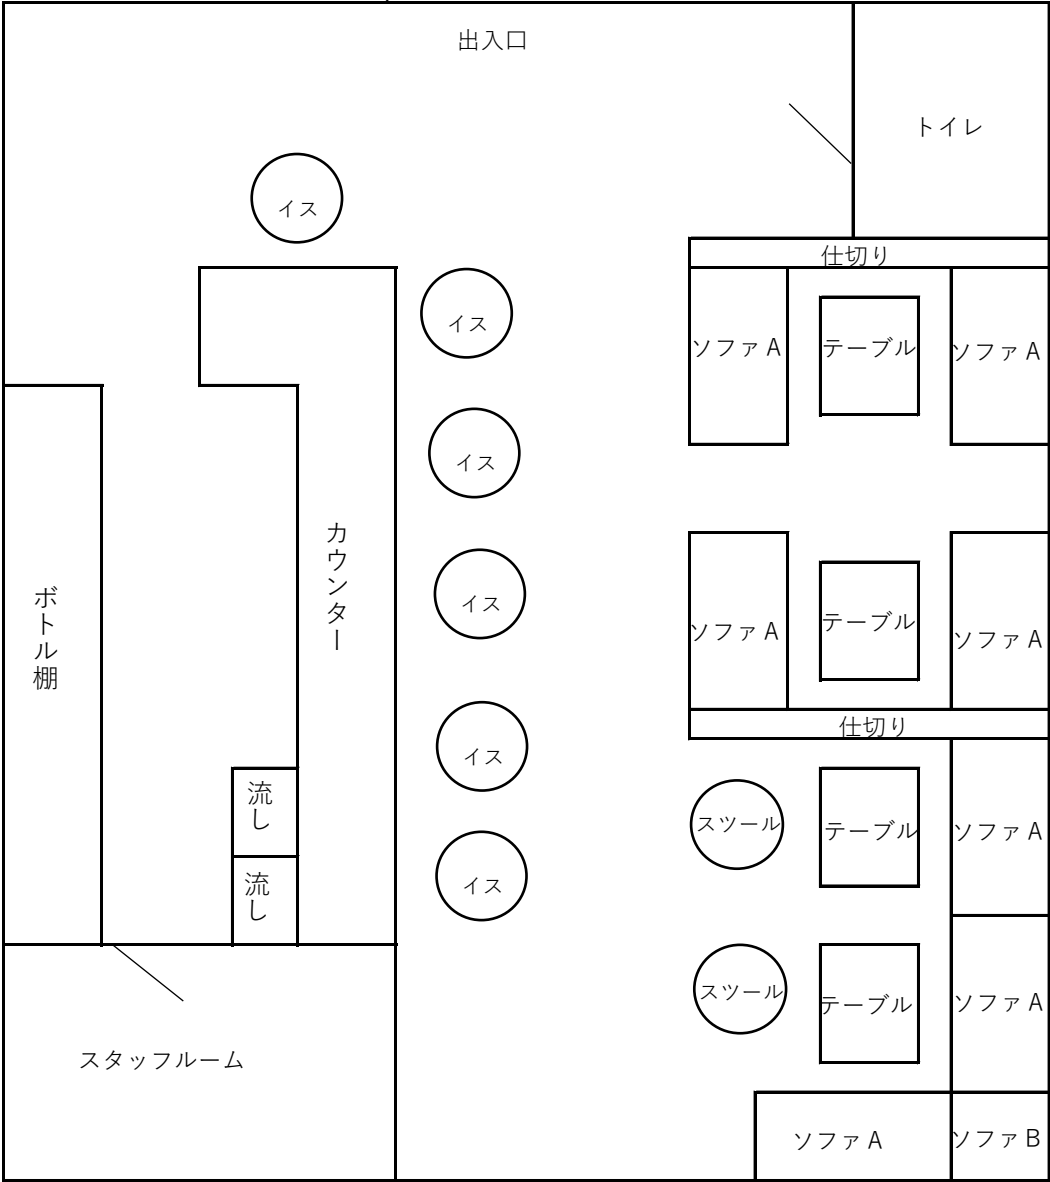 出入口
トイレ
イス
仕切り
イス
ソファA
テーブル
ソファA
イス
カウンター
ボトル棚
イス
ソファA
テーブル
ソファA
仕切り
イス
流し
スツール
テーブル
ソファA
流し
イス
スツール
テーブル
ソファA
スタッフルーム
ソファA
ソファB